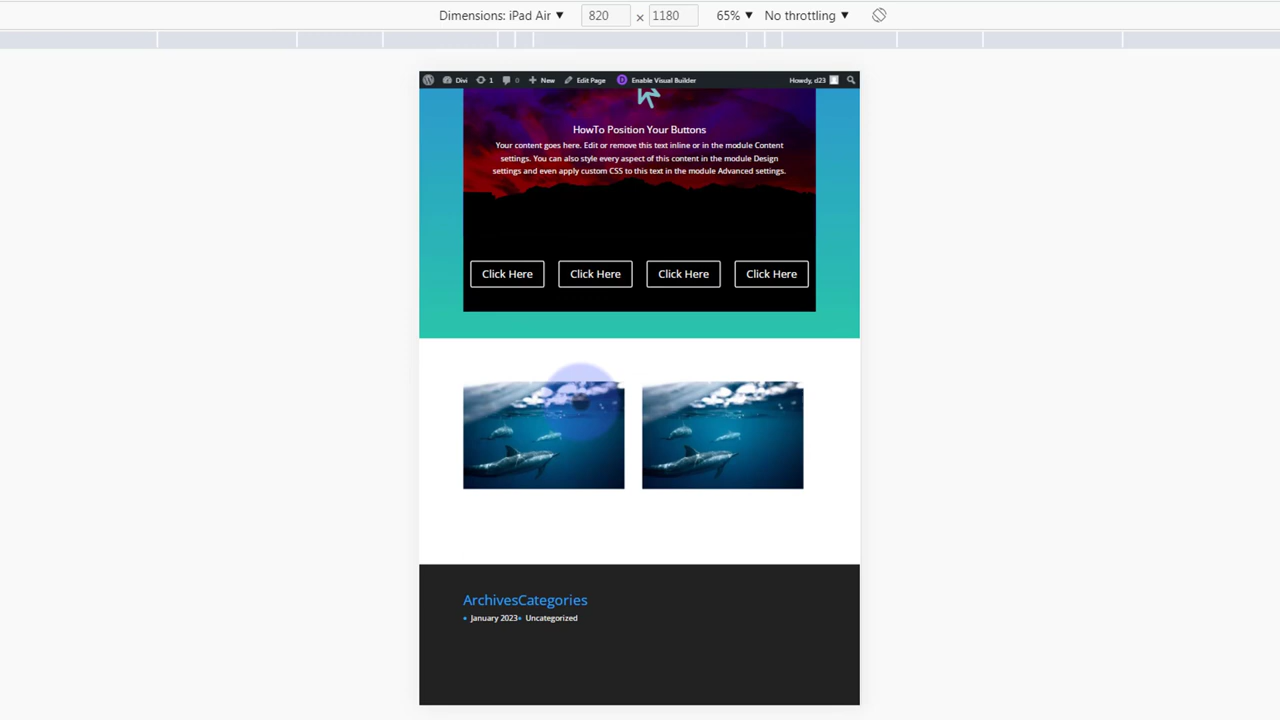 Dimensions: iPad Air ▼ 820 × 1180 65% ▼ No throttling ▼
Divi 1 0 New Edit Page Enable Visual Builder Howdy, d23
HowTo Position Your Buttons
Your content goes here. Edit or remove this text inline or in the module Content
settings. You can also style every aspect of this content in the module Design
settings and even apply custom CSS to this text in the module Advanced settings.
Click Here Click Here Click Here Click Here
ArchivesCategories
January 2023 Uncategorized